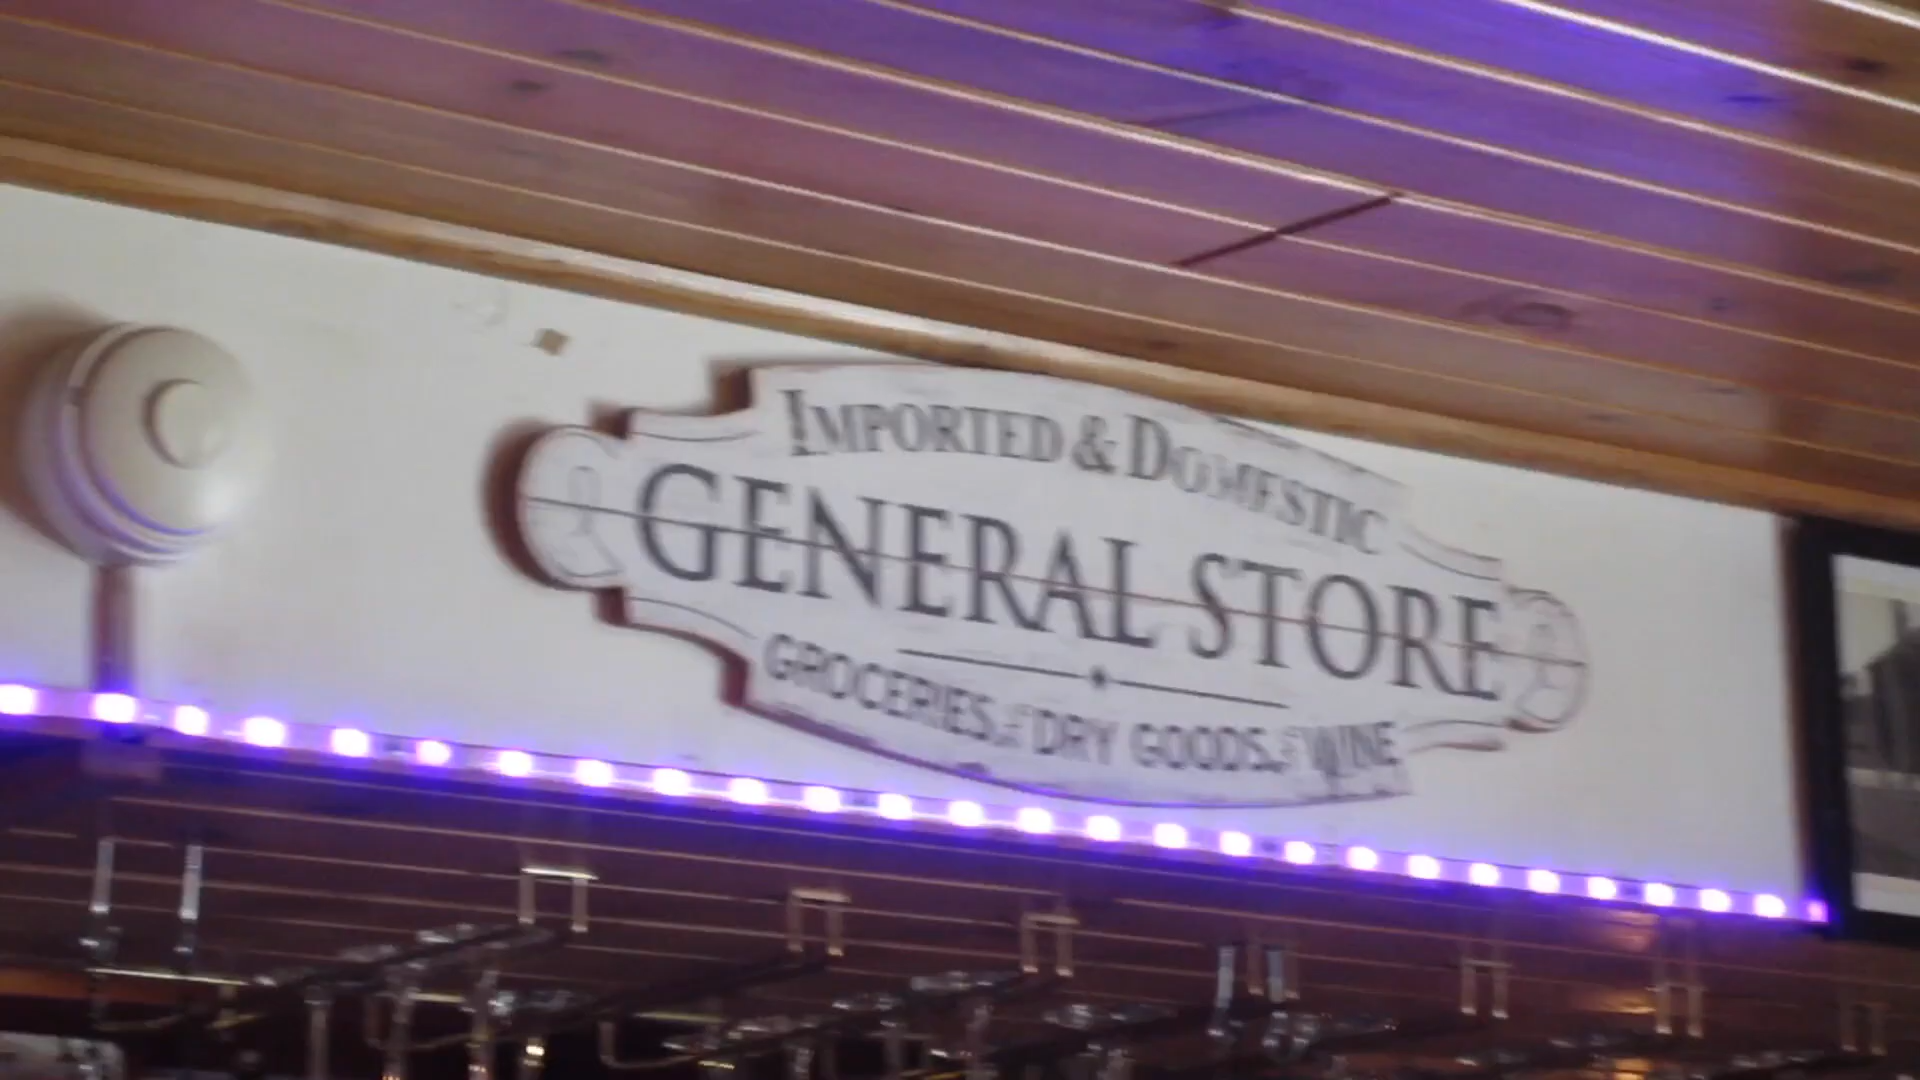 IMPORTED & DOMESTIC
GENERAL STORE
GROCERIES DRY GOODS WINE